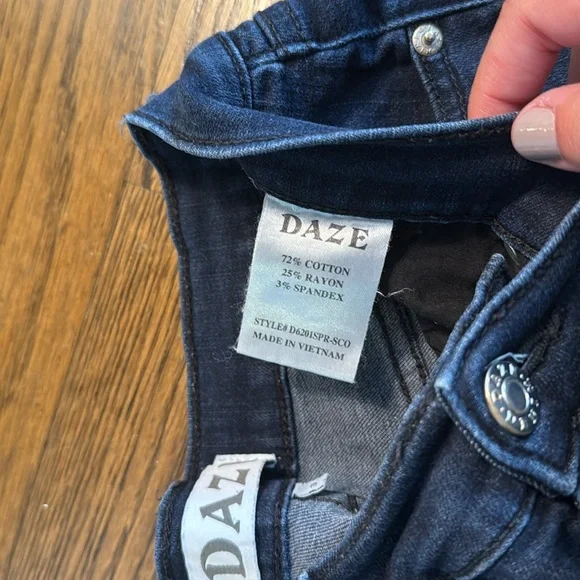 DAZE
72% COTTON
25% RAYON
3% SPANDEX
STYLE# D6201SPR-SCO
MADE IN VIETNAM
DAZE